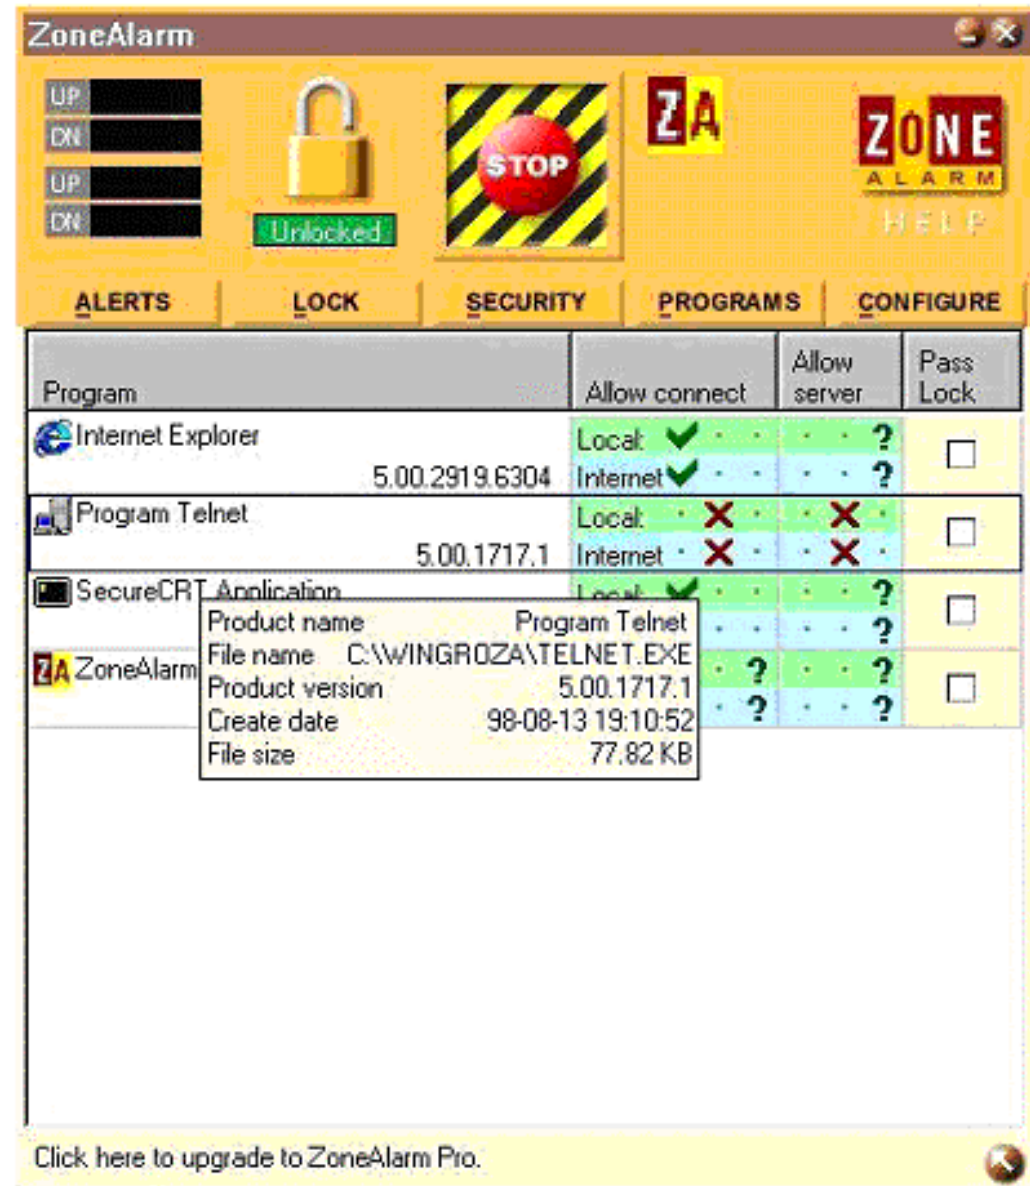 ZoneAlarm
UP
DN
UP
DN
Unlocked
STOP
ZA
ZONE
ALARM
HELP
ALERTS LOCK SECURITY PROGRAMS CONFIGURE
Program Allow connect Allow server Pass Lock
Internet Explorer Local: ?
5.00.2919.6304 Internet ?
Program Telnet Local:
5.00.1717.1 Internet
SecureCRT Application Local: ?
?
ZA ZoneAlarm ? ?
? ?
Product name Program Telnet
File name C:\WINGROZA\TELNET.EXE
Product version 5.00.1717.1
Create date 98-08-13 19:10:52
File size 77.82 KB
Click here to upgrade to ZoneAlarm Pro.